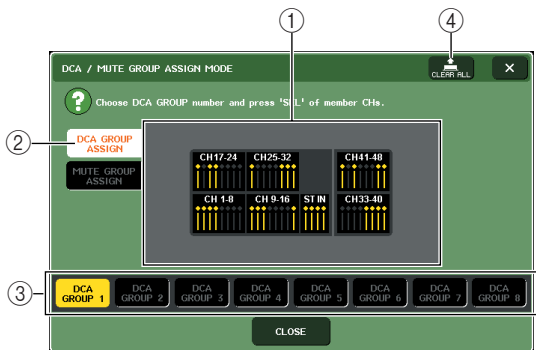 ①
④
DCA / MUTE GROUP ASSIGN MODE
CLEAR ALL
×
? Choose DCA GROUP number and press 'SEL' of member CHs.
②
DCA GROUP
ASSIGN
MUTE GROUP
ASSIGN
CH17-24 CH25-32 CH41-48
CH 1-8 CH 9-16 ST IN CH33-40
③
DCA GROUP 1
DCA GROUP 2
DCA GROUP 3
DCA GROUP 4
DCA GROUP 5
DCA GROUP 6
DCA GROUP 7
DCA GROUP 8
CLOSE